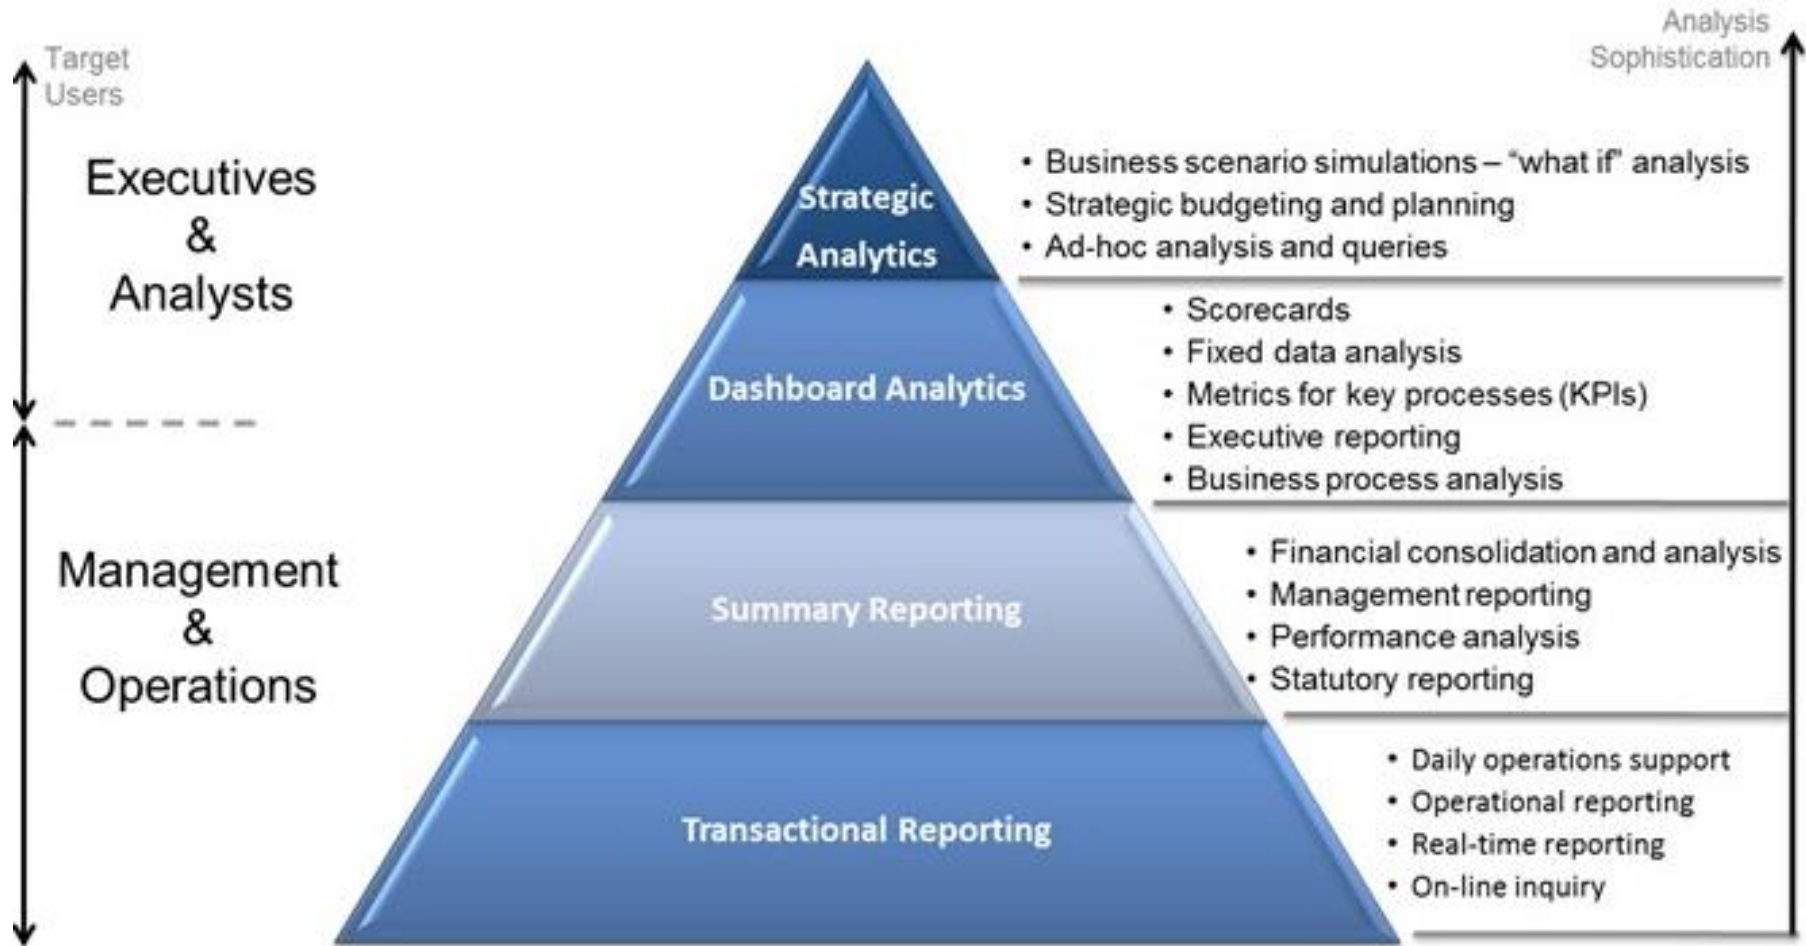 Target
Users
Analysis
Sophistication
Executives
&
Analysts
Management
&
Operations
Strategic
Analytics
Dashboard Analytics
Summary Reporting
Transactional Reporting
• Business scenario simulations – “what if” analysis
• Strategic budgeting and planning
• Ad-hoc analysis and queries
• Scorecards
• Fixed data analysis
• Metrics for key processes (KPIs)
• Executive reporting
• Business process analysis
• Financial consolidation and analysis
• Management reporting
• Performance analysis
• Statutory reporting
• Daily operations support
• Operational reporting
• Real-time reporting
• On-line inquiry